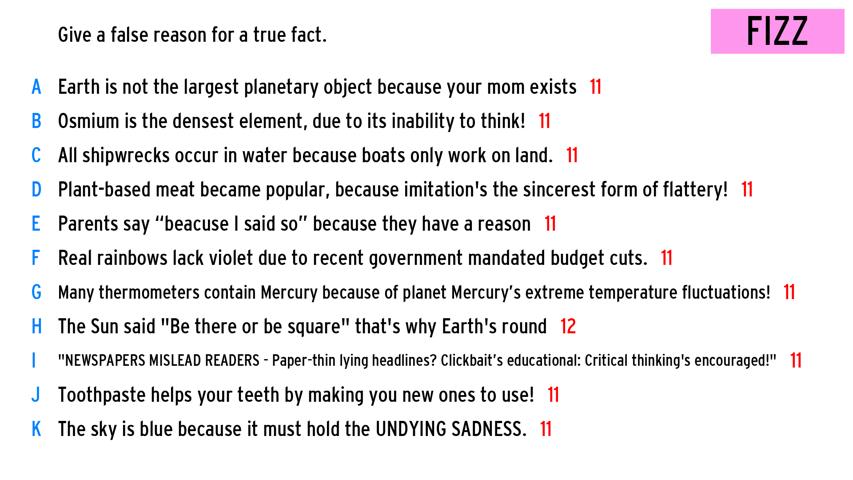 Give a false reason for a true fact.
FIZZ
A Earth is not the largest planetary object because your mom exists 11
B Osmium is the densest element, due to its inability to think! 11
C All shipwrecks occur in water because boats only work on land. 11
D Plant-based meat became popular, because imitation's the sincerest form of flattery! 11
E Parents say “beacuse I said so” because they have a reason 11
F Real rainbows lack violet due to recent government mandated budget cuts. 11
G Many thermometers contain Mercury because of planet Mercury’s extreme temperature fluctuations! 11
H The Sun said "Be there or be square" that's why Earth's round 12
I "NEWSPAPERS MISLEAD READERS - Paper-thin lying headlines? Clickbait’s educational: Critical thinking's encouraged!" 11
J Toothpaste helps your teeth by making you new ones to use! 11
K The sky is blue because it must hold the UNDYING SADNESS. 11